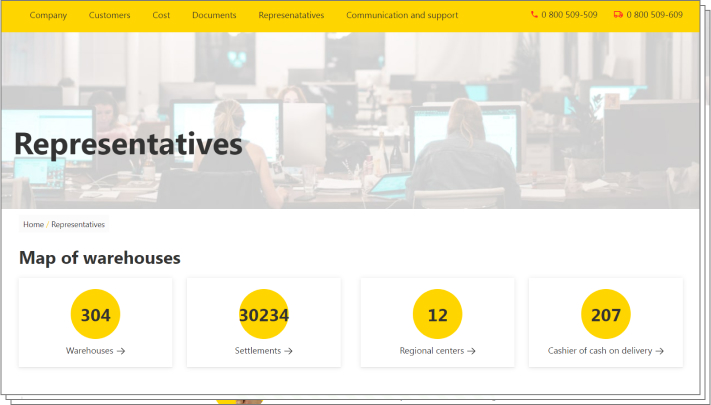 Company Customers Cost Documents Represenatatives Communication and support 0 800 509-509 0 800 509-609
Representatives
Home / Representatives
Map of warehouses
304 30234 12 207
Warehouses → Settlements → Regional centers → Cashier of cash on delivery →